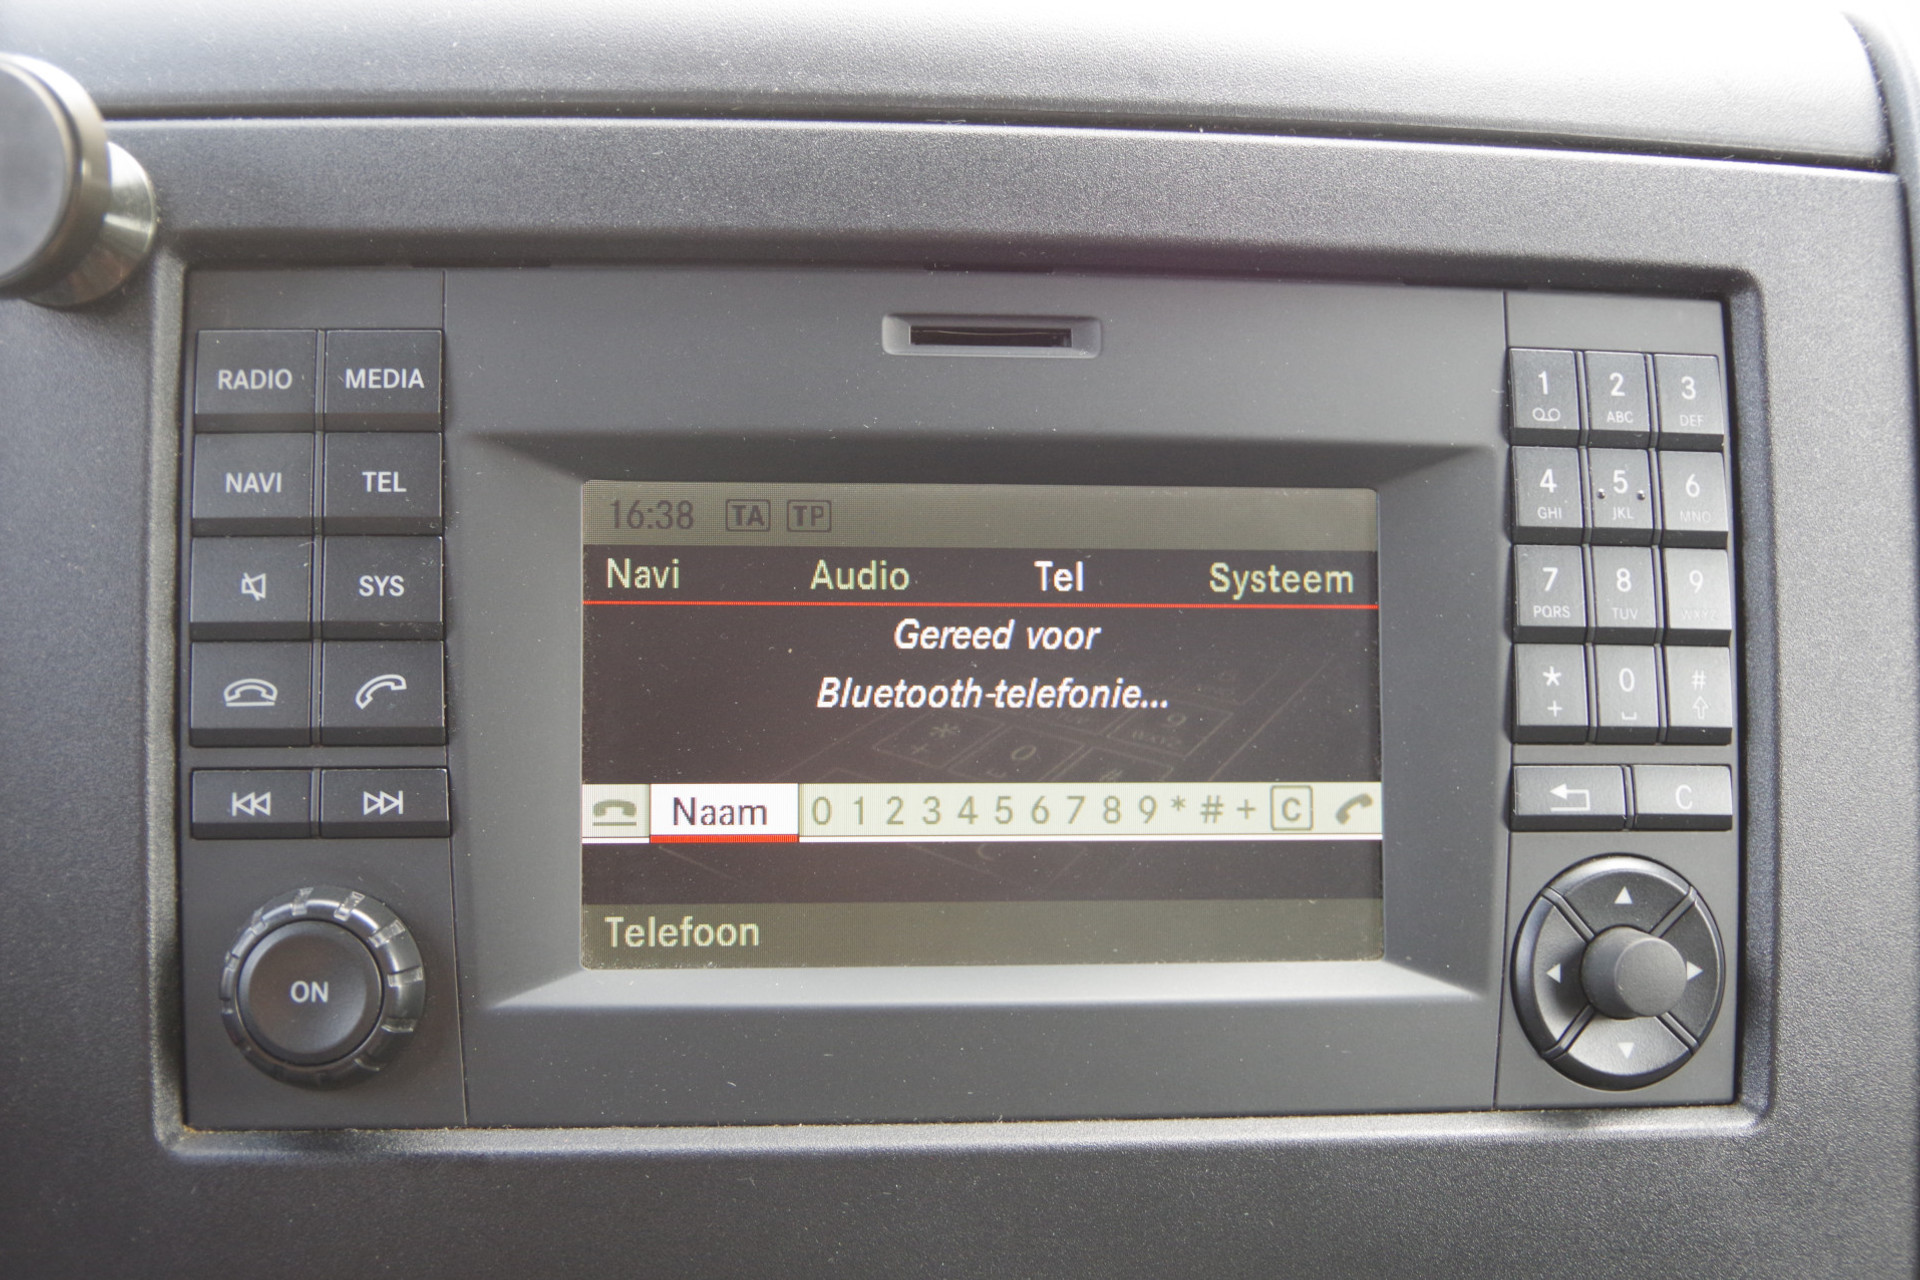 RADIO MEDIA
NAVI TEL
SYS
ON
16:38 TA TP
Navi Audio Tel Systeem
Gereed voor
Bluetooth-telefonie...
Naam 0 1 2 3 4 5 6 7 8 9 * # + C
Telefoon
1 2 3
ABC DEF
4 5 6
GHI JKL MNO
7 8 9
PQRS TUV WXYZ
* 0 #
+
C